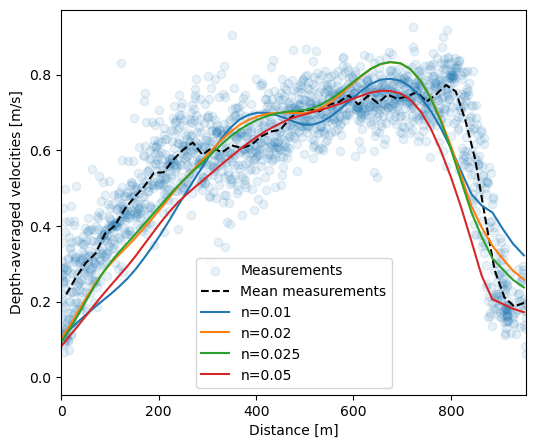 Depth-averaged velocities [m/s]
0.8
0.6
0.4
0.2
0.0
Measurements
Mean measurements
n=0.01
n=0.02
n=0.025
n=0.05
0
200
400
600
800
Distance [m]